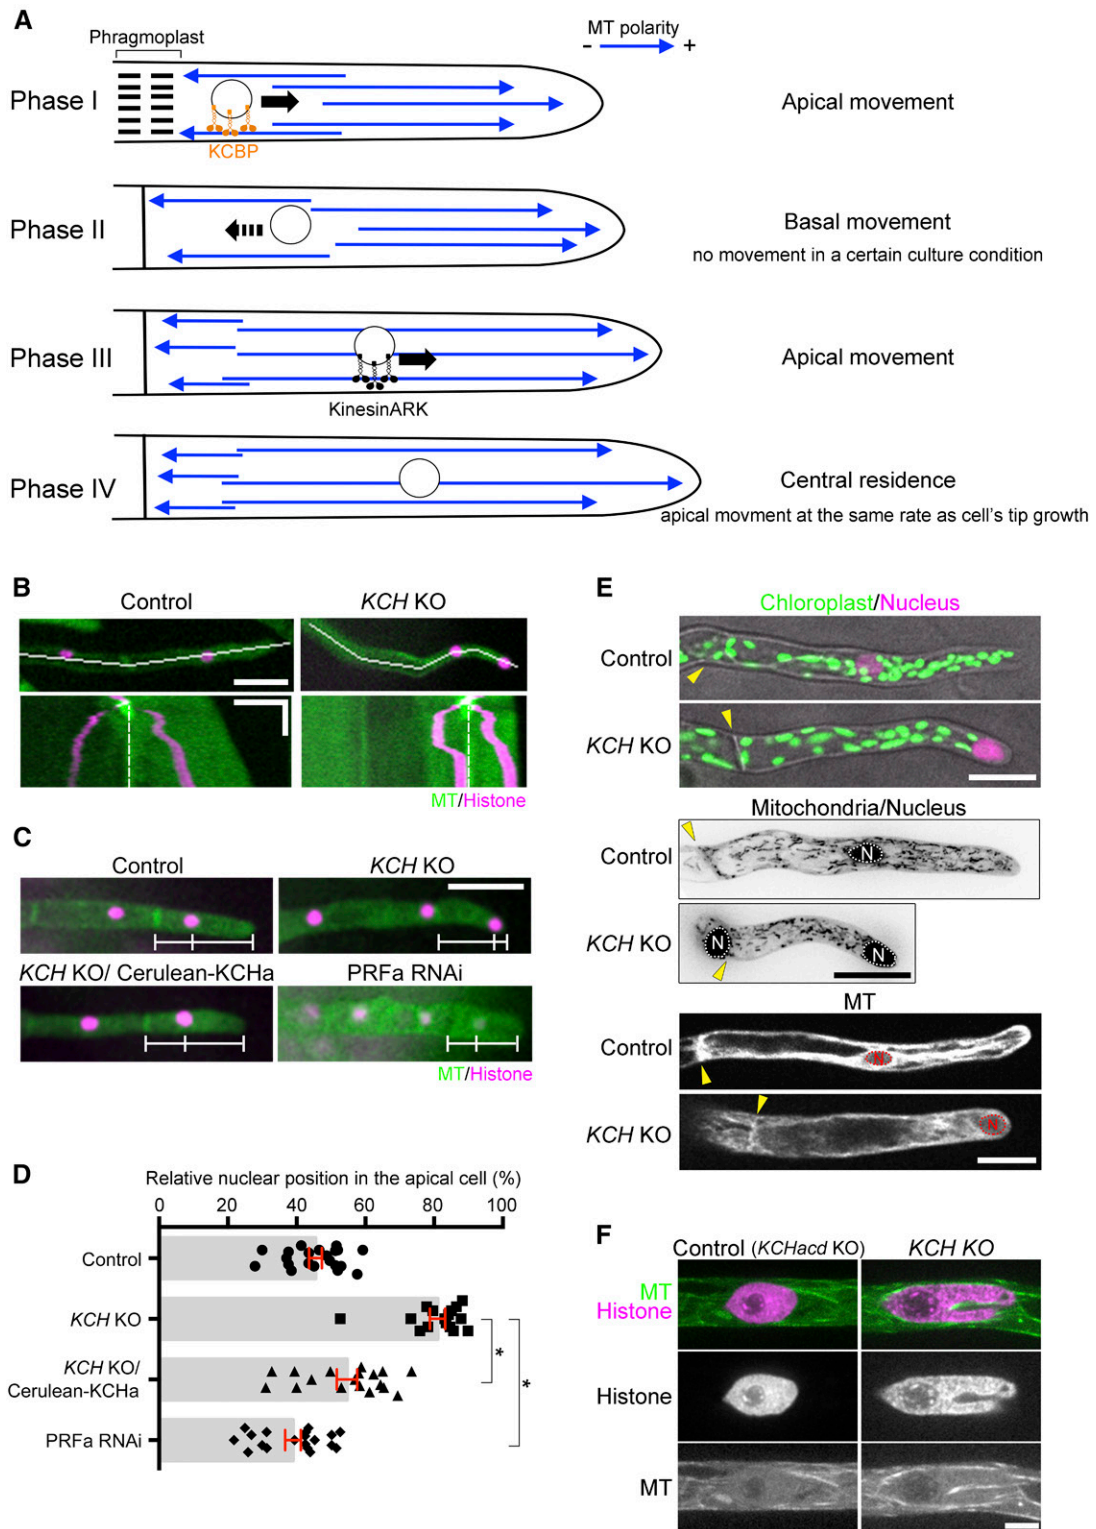 A
Phragmoplast
MT polarity
- +
Phase I
KCBP
Apical movement
Phase II
Basal movement
no movement in a certain culture condition
Phase III
KinesinARK
Apical movement
Phase IV
Central residence
apical movment at the same rate as cell's tip growth
B
Control
KCH KO
MT/Histone
C
Control
KCH KO
KCH KO/ Cerulean-KCHa
PRFa RNAi
MT/Histone
D
Relative nuclear position in the apical cell (%)
0 20 40 60 80 100
Control
KCH KO
KCH KO/
Cerulean-KCHa
PRFa RNAi
*
*
E
Chloroplast/Nucleus
Control
KCH KO
Mitochondria/Nucleus
Control
N
KCH KO
N N
MT
Control
N
KCH KO
N
F
Control (KCHacd KO)
KCH KO
MT
Histone
Histone
MT